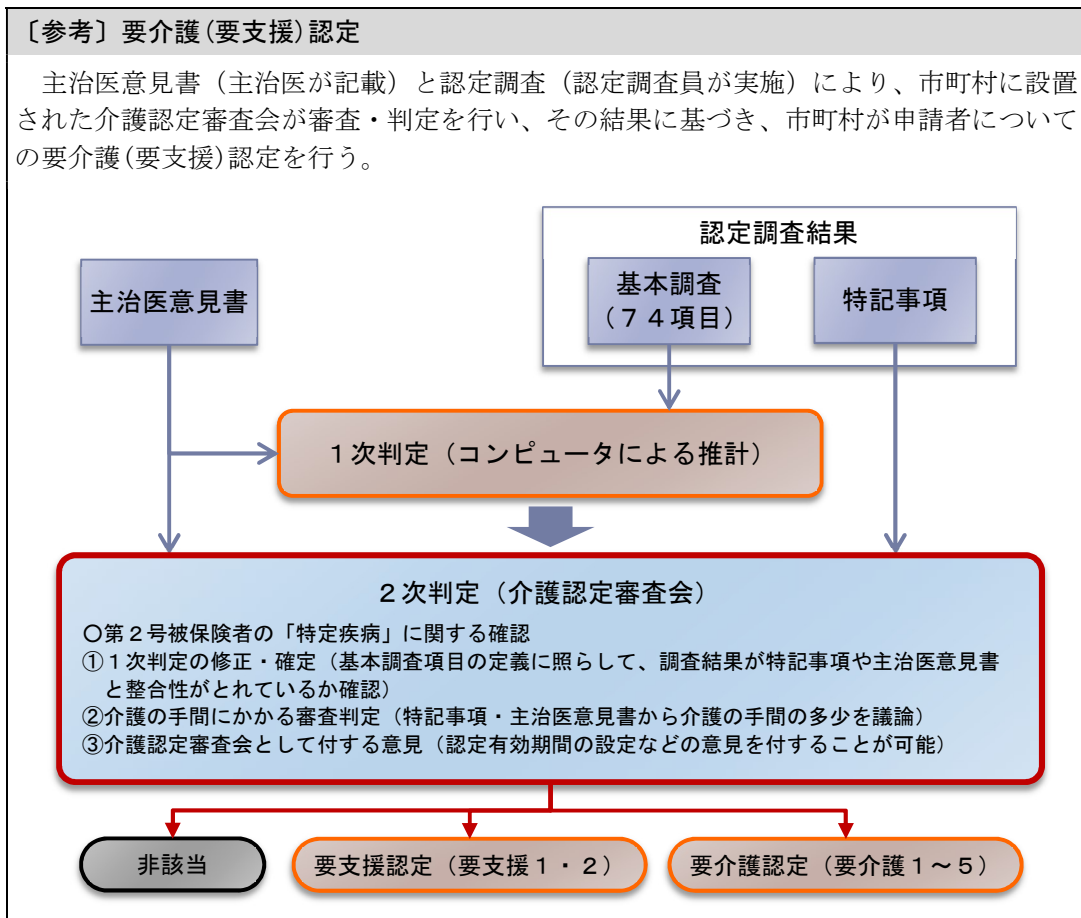 〔参考〕要介護(要支援)認定
主治医意見書（主治医が記載）と認定調査（認定調査員が実施）により、市町村に設置
された介護認定審査会が審査・判定を行い、その結果に基づき、市町村が申請者について
の要介護(要支援)認定を行う。
認定調査結果
主治医意見書
基本調査
（７４項目）
特記事項
１次判定（コンピュータによる推計）
２次判定（介護認定審査会）
〇第２号被保険者の「特定疾病」に関する確認
①１次判定の修正・確定（基本調査項目の定義に照らして、調査結果が特記事項や主治医意見書
と整合性がとれているか確認）
②介護の手間にかかる審査判定（特記事項・主治医意見書から介護の手間の多少を議論）
③介護認定審査会として付する意見（認定有効期間の設定などの意見を付することが可能）
非該当
要支援認定（要支援１・２）
要介護認定（要介護１～５）